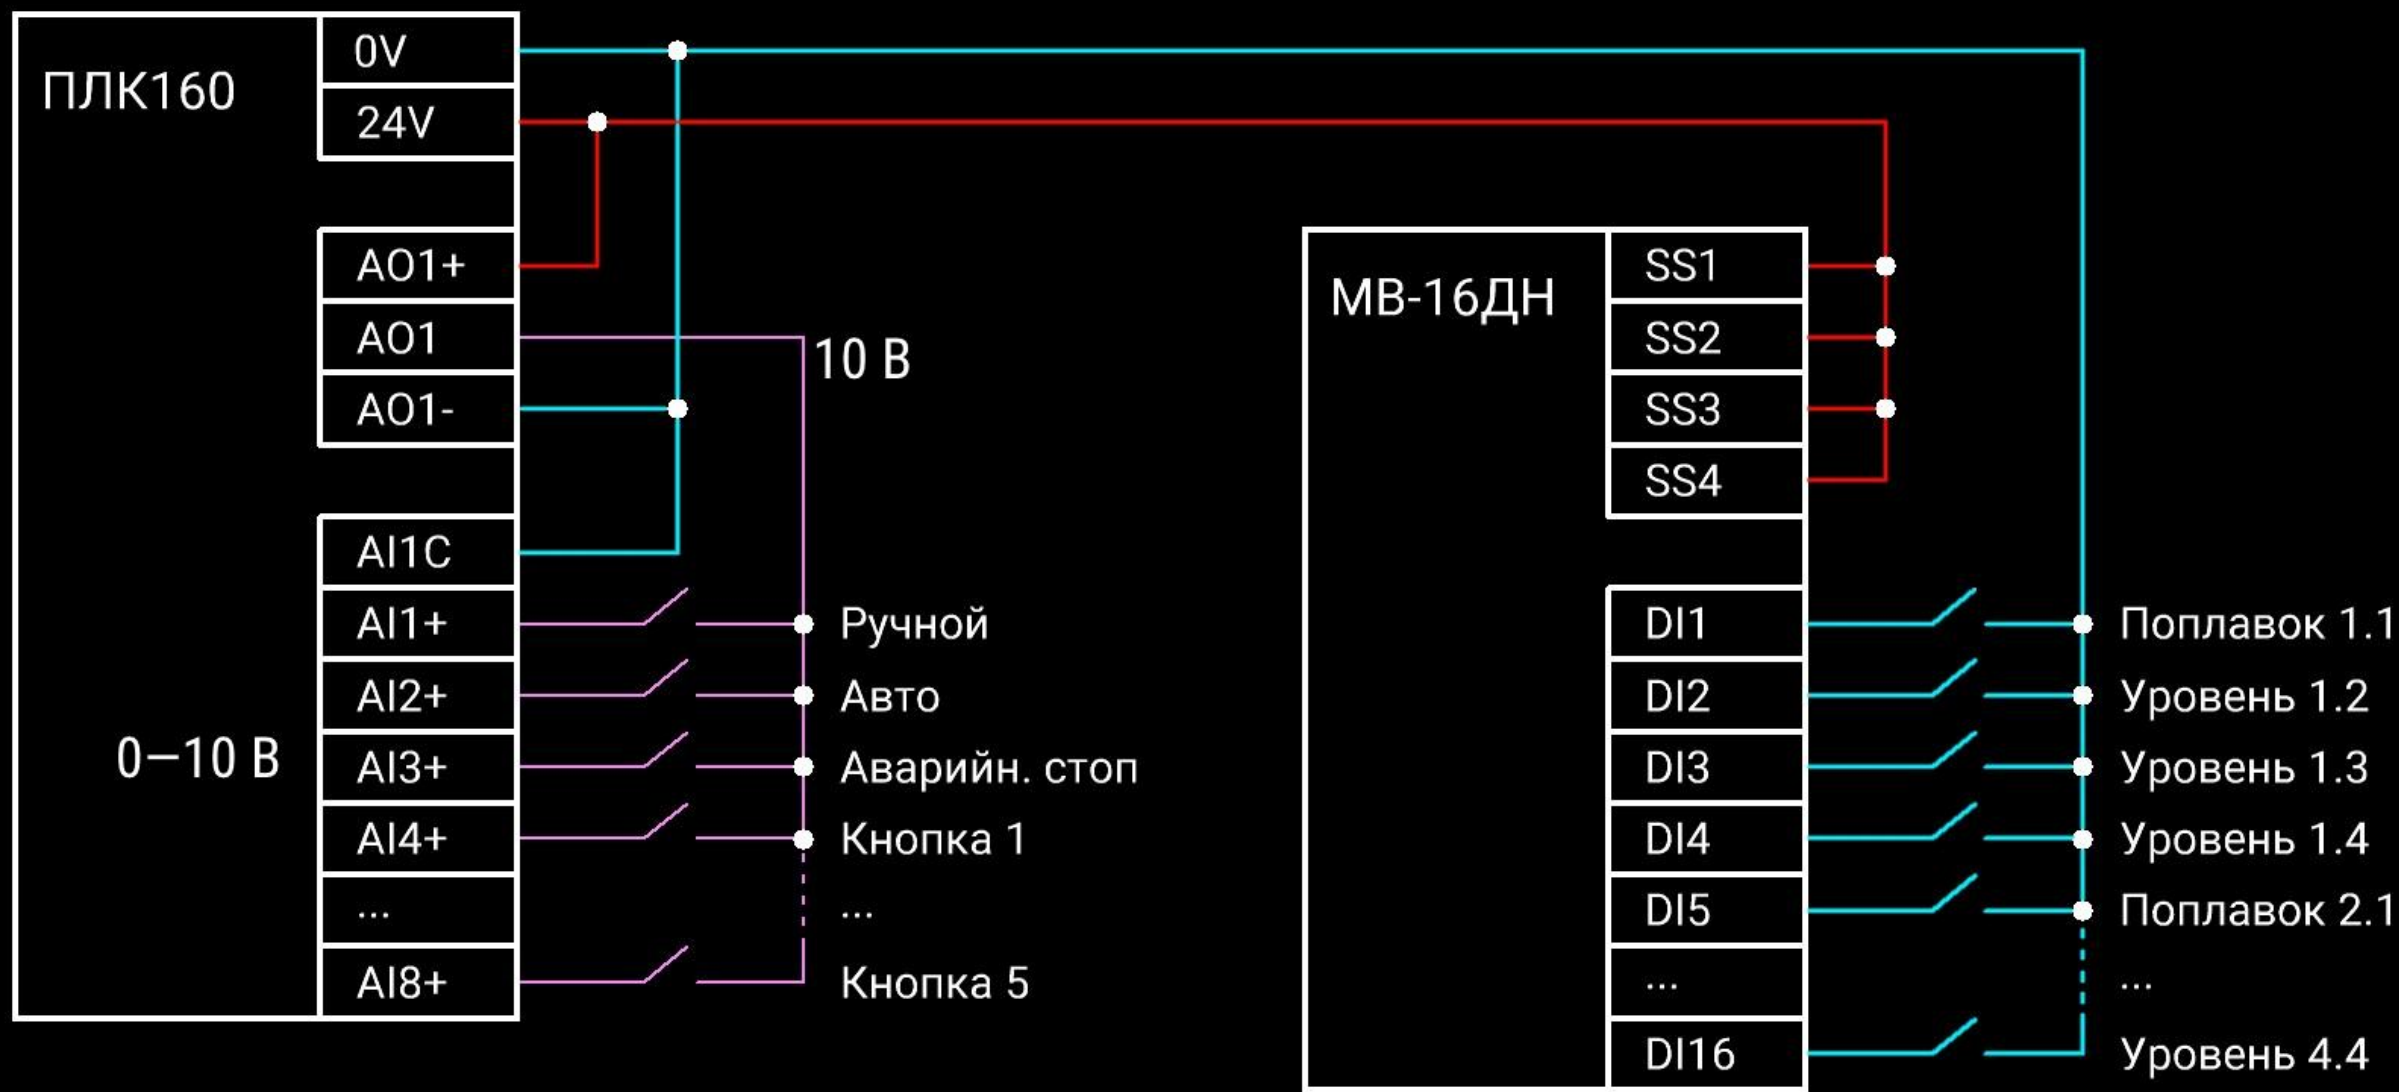 ПЛК160
0V
24V
AO1+
AO1
AO1-
10 В
AI1C
AI1+
Ручной
AI2+
Авто
0—10 В
AI3+
Аварийн. стоп
AI4+
Кнопка 1
...
...
AI8+
Кнопка 5
МВ-16ДН
SS1
SS2
SS3
SS4
DI1
Поплавок 1.1
DI2
Уровень 1.2
DI3
Уровень 1.3
DI4
Уровень 1.4
DI5
Поплавок 2.1
...
...
DI16
Уровень 4.4